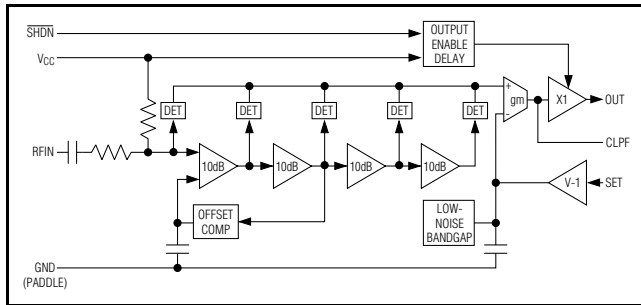 SHDN
OUTPUT
ENABLE
DELAY
VCC
DET
DET
DET
DET
DET
+
-
gm
X1
OUT
CLPF
RFIN
10dB
10dB
10dB
10dB
V-1
SET
OFFSET
COMP
LOW-
NOISE
BANDGAP
GND
(PADDLE)